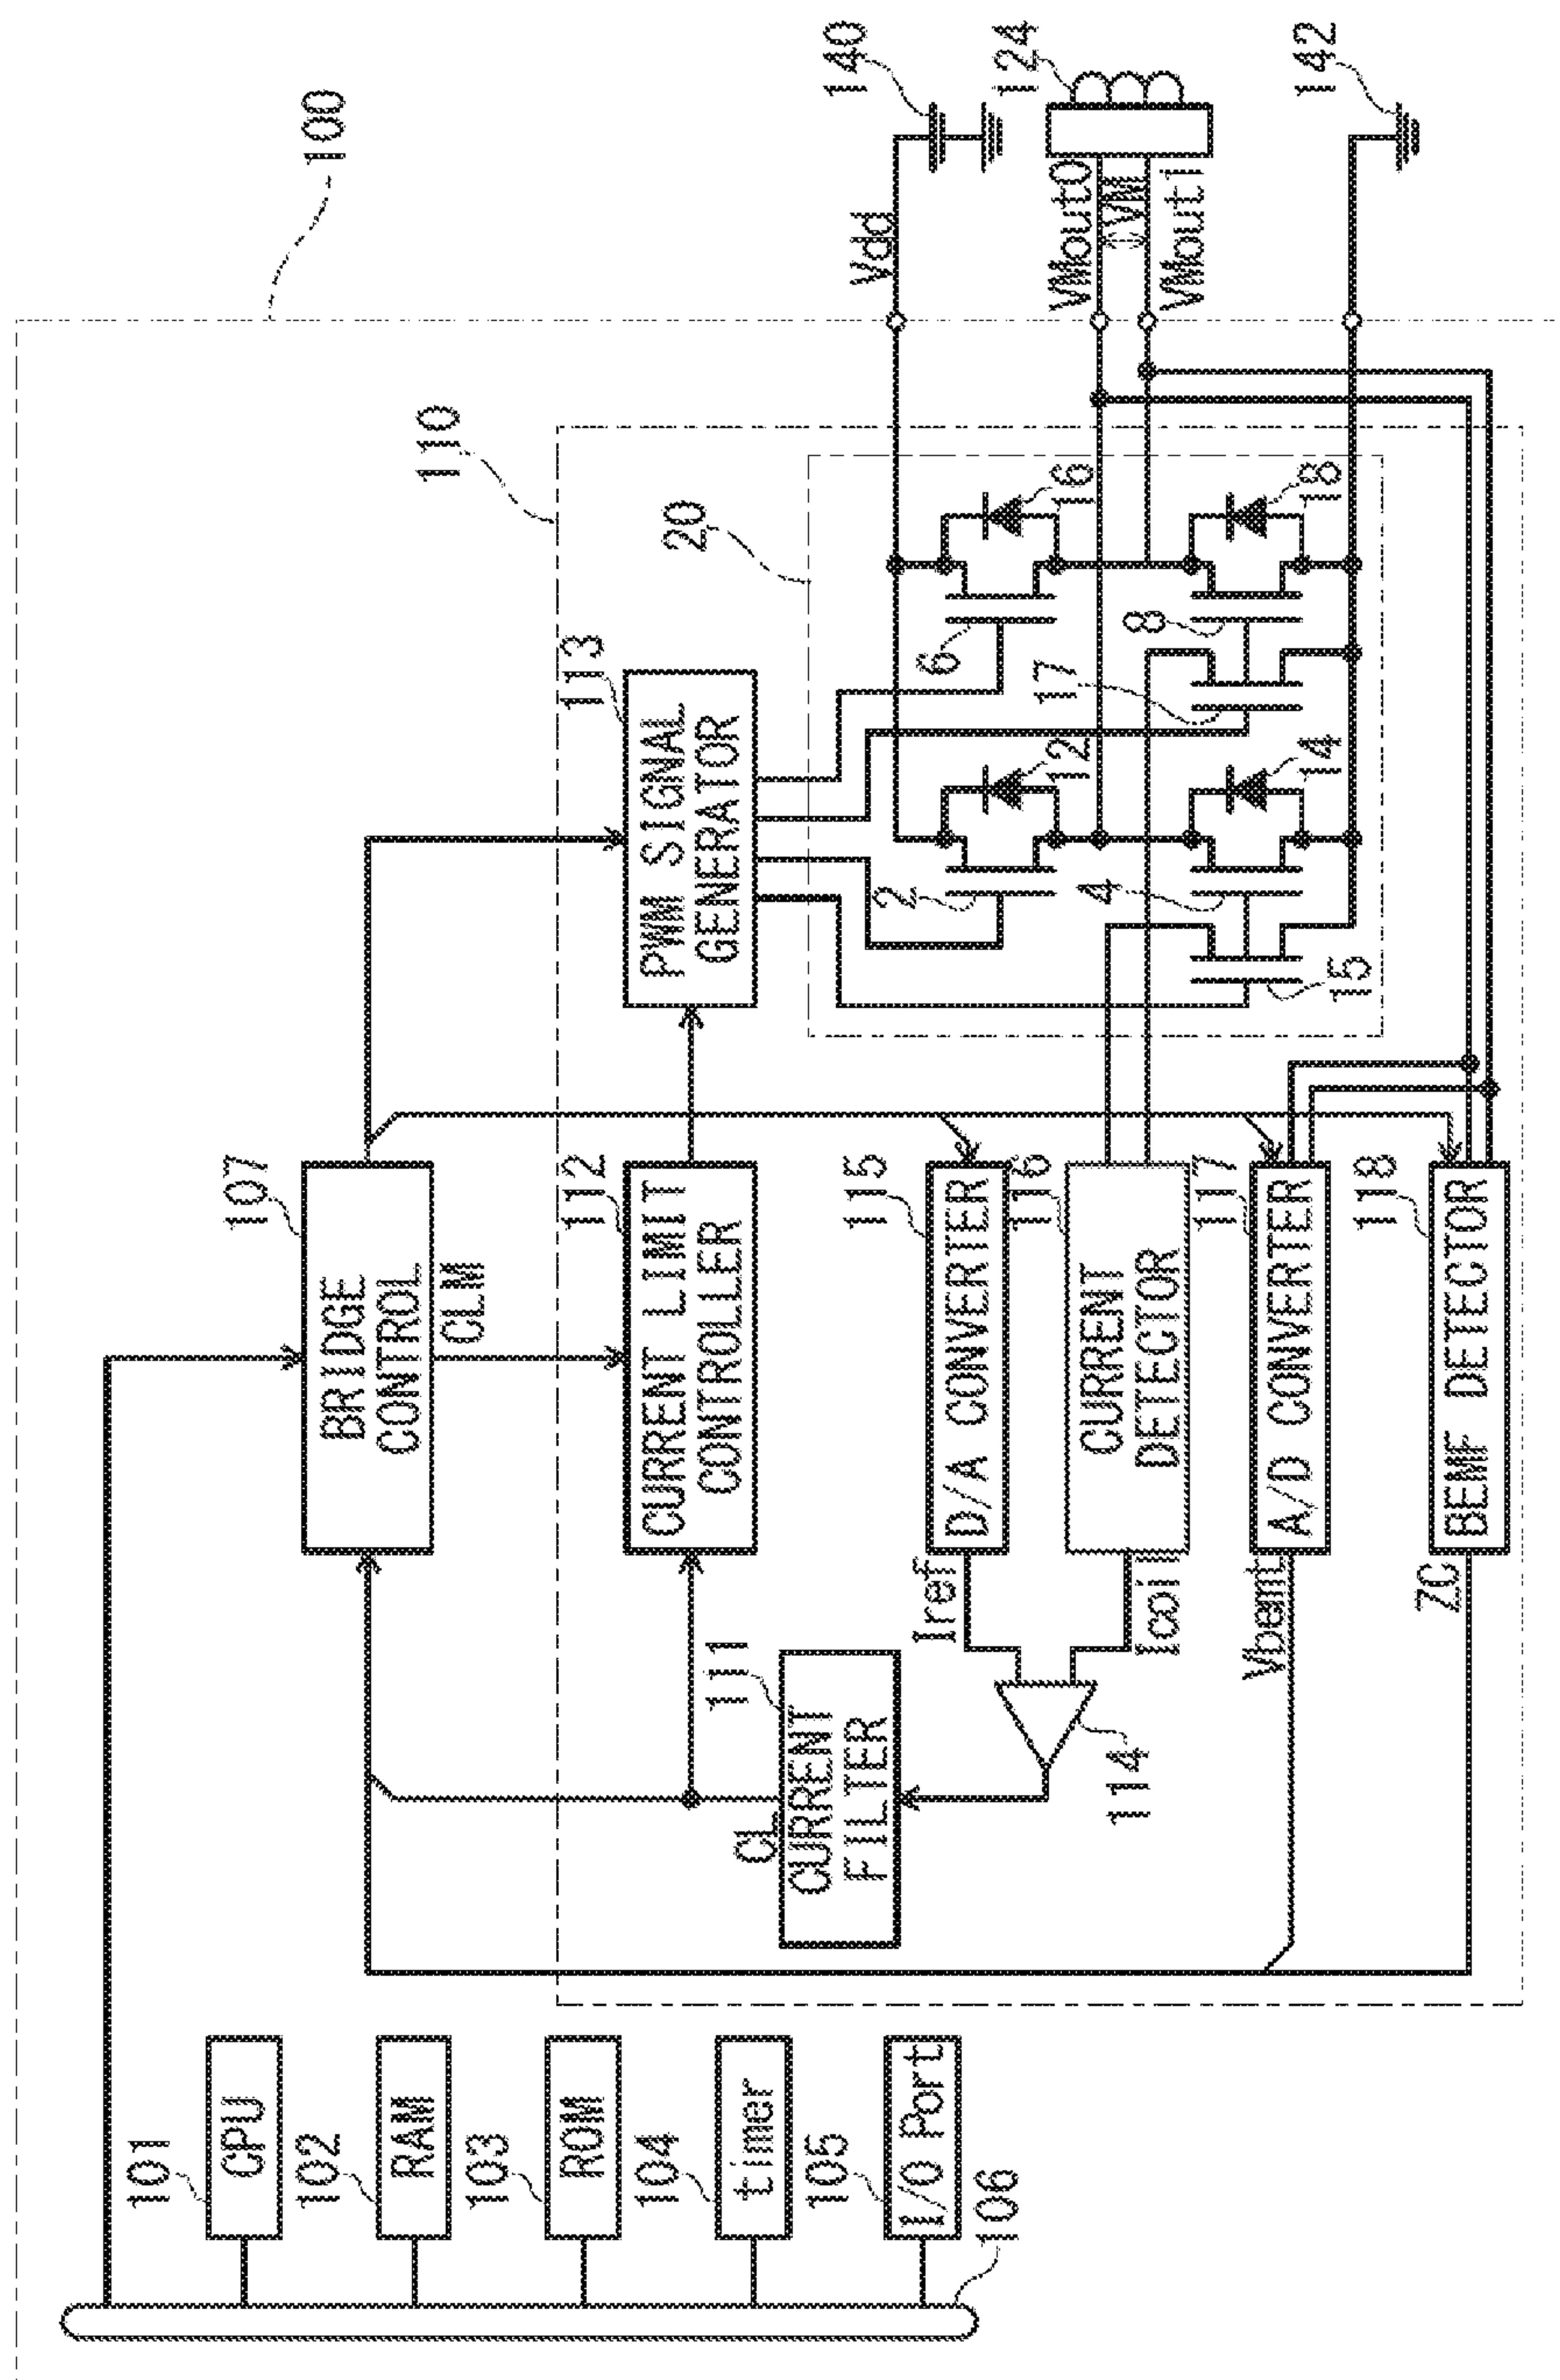 100
101
CPU
102
RAM
103
ROM
104
timer
105
I/O Port
106
107
BRIDGE
CONTROL
CLM
110
112
CURRENT LIMIT
CONTROLLER
113
PWM SIGNAL
GENERATOR
111
CL
CURRENT
FILTER
114
115
D/A CONVERTER
Iref
116
CURRENT
DETECTOR
Icoil
117
A/D CONVERTER
118
BEMF DETECTOR
ZC
20
2
12
6
16
4
14
8
18
15
17
Vdd
140
VMout0
VMout1
124
142